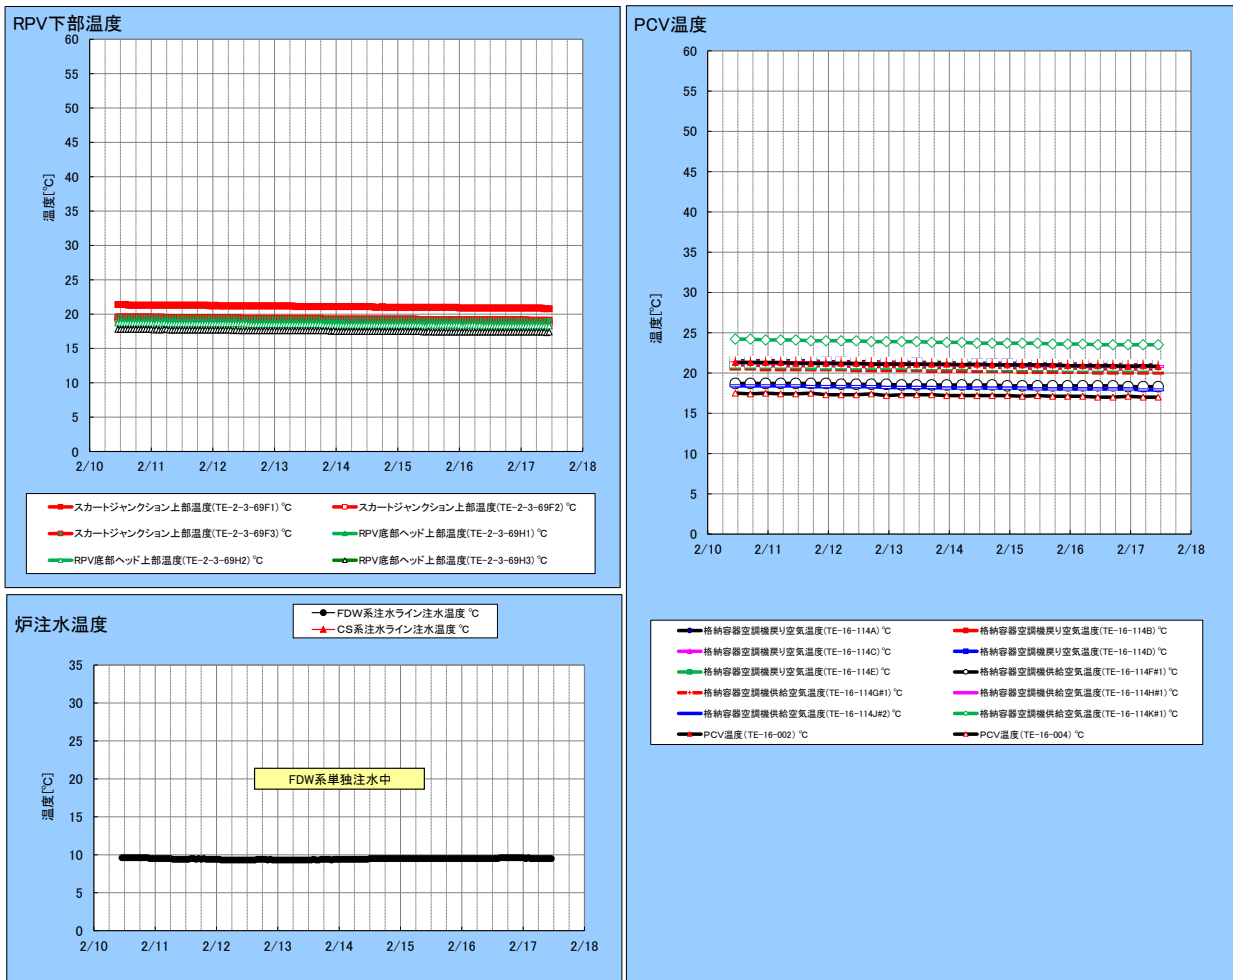 RPV下部温度
60
55
50
45
40
35
30
25
20
15
10
5
0
温度[℃]
2/10 2/11 2/12 2/13 2/14 2/15 2/16 2/17 2/18
スカートジャンクション上部温度(TE-2-3-69F1) ℃
スカートジャンクション上部温度(TE-2-3-69F2) ℃
スカートジャンクション上部温度(TE-2-3-69F3) ℃
RPV底部ヘッド上部温度(TE-2-3-69H1) ℃
RPV底部ヘッド上部温度(TE-2-3-69H2) ℃
RPV底部ヘッド上部温度(TE-2-3-69H3) ℃
炉注水温度
FDW系注水ライン注水温度 ℃
CS系注水ライン注水温度 ℃
35
30
25
20
15
10
5
0
温度[℃]
FDW系単独注水中
2/10 2/11 2/12 2/13 2/14 2/15 2/16 2/17 2/18
PCV温度
60
55
50
45
40
35
30
25
20
15
10
5
0
温度[℃]
2/10 2/11 2/12 2/13 2/14 2/15 2/16 2/17 2/18
格納容器空調機戻り空気温度(TE-16-114A) ℃
格納容器空調機戻り空気温度(TE-16-114B) ℃
格納容器空調機戻り空気温度(TE-16-114C) ℃
格納容器空調機戻り空気温度(TE-16-114D) ℃
格納容器空調機戻り空気温度(TE-16-114E) ℃
格納容器空調機供給空気温度(TE-16-114F#1) ℃
格納容器空調機供給空気温度(TE-16-114G#1) ℃
格納容器空調機供給空気温度(TE-16-114H#1) ℃
格納容器空調機供給空気温度(TE-16-114J#2) ℃
格納容器空調機供給空気温度(TE-16-114K#1) ℃
PCV温度(TE-16-002) ℃
PCV温度(TE-16-004) ℃